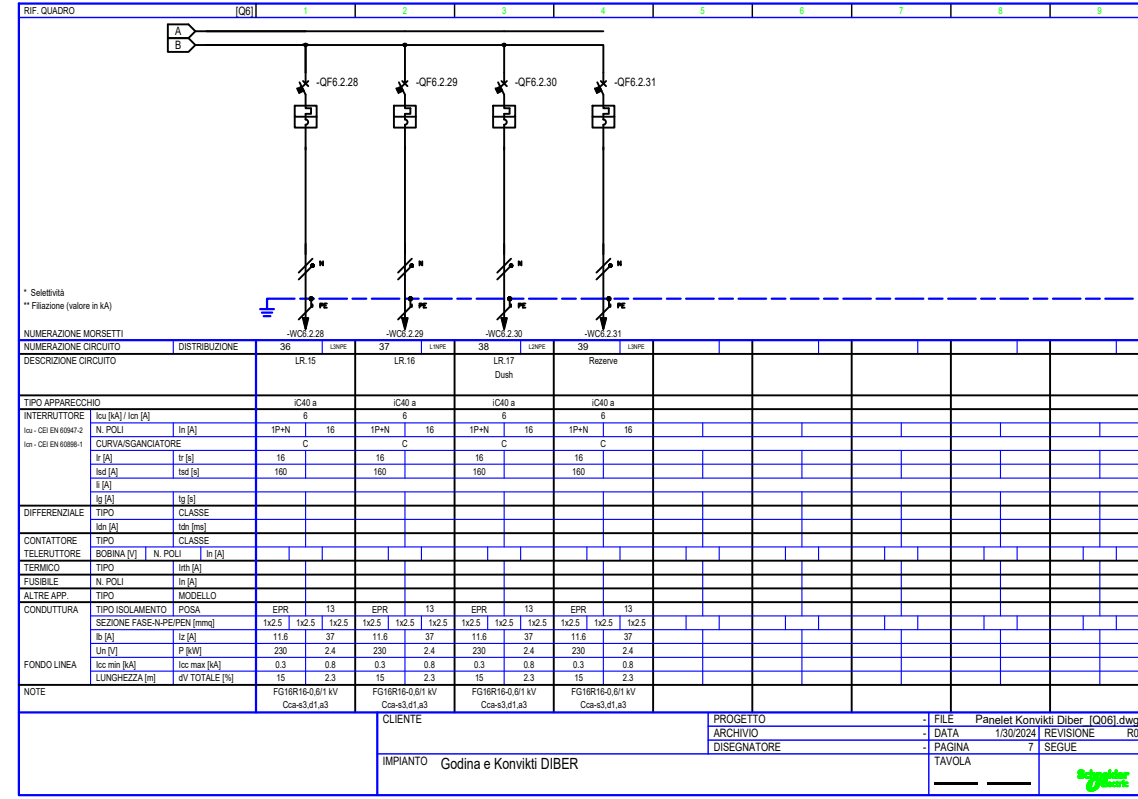 RIF. QUADRO [Q6] 1 2 3 4 5 6 7 8 9
A
B
-QF6.2.28 -QF6.2.29 -QF6.2.30 -QF6.2.31
N N N N
* Selettività
** Filiazione (valore in kA)
PE PE PE PE
NUMERAZIONE MORSETTI -WC6.2.28 -WC6.2.29 -WC6.2.30 -WC6.2.31
NUMERAZIONE CIRCUITO DISTRIBUZIONE 36 L3NPE 37 L1NPE 38 L2NPE 39 L3NPE
DESCRIZIONE CIRCUITO LR.15 LR.16 LR.17 Rezerve
Dush
TIPO APPARECCHIO iC40 a iC40 a iC40 a iC40 a
INTERRUTTORE Icu [kA] / Icn [A] 6 6 6 6
Icu - CEI EN 60947-2 N. POLI In [A] 1P+N 16 1P+N 16 1P+N 16 1P+N 16
Icn - CEI EN 60898-1 CURVA/SGANCIATORE C C C C
Ir [A] tr [s] 16 16 16 16
Isd [A] tsd [s] 160 160 160 160
Ii [A]
Ig [A] tg [s]
DIFFERENZIALE TIPO CLASSE
Idn [A] tdn [ms]
CONTATTORE TIPO CLASSE
TELERUTTORE BOBINA [V] N. POLI In [A]
TERMICO TIPO Irth [A]
FUSIBILE N. POLI In [A]
ALTRE APP. TIPO MODELLO
CONDUTTURA TIPO ISOLAMENTO POSA EPR 13 EPR 13 EPR 13 EPR 13
SEZIONE FASE-N-PE/PEN [mmq] 1x2.5 1x2.5 1x2.5 1x2.5 1x2.5 1x2.5 1x2.5 1x2.5 1x2.5 1x2.5 1x2.5 1x2.5
Ib [A] Iz [A] 11.6 37 11.6 37 11.6 37 11.6 37
Un [V] P [kW] 230 2.4 230 2.4 230 2.4 230 2.4
FONDO LINEA Icc min [kA] Icc max [kA] 0.3 0.8 0.3 0.8 0.3 0.8 0.3 0.8
LUNGHEZZA [m] dV TOTALE [%] 15 2.3 15 2.3 15 2.3 15 2.3
NOTE FG16R16-0,6/1 kV FG16R16-0,6/1 kV FG16R16-0,6/1 kV FG16R16-0,6/1 kV
Cca-s3,d1,a3 Cca-s3,d1,a3 Cca-s3,d1,a3 Cca-s3,d1,a3
CLIENTE PROGETTO - FILE Panelet Konvikti Diber_[Q06].dwg
ARCHIVIO - DATA 1/30/2024 REVISIONE R0
DISEGNATORE - PAGINA 7 SEGUE
IMPIANTO Godina e Konvikti DIBER TAVOLA
Schneider
Electric